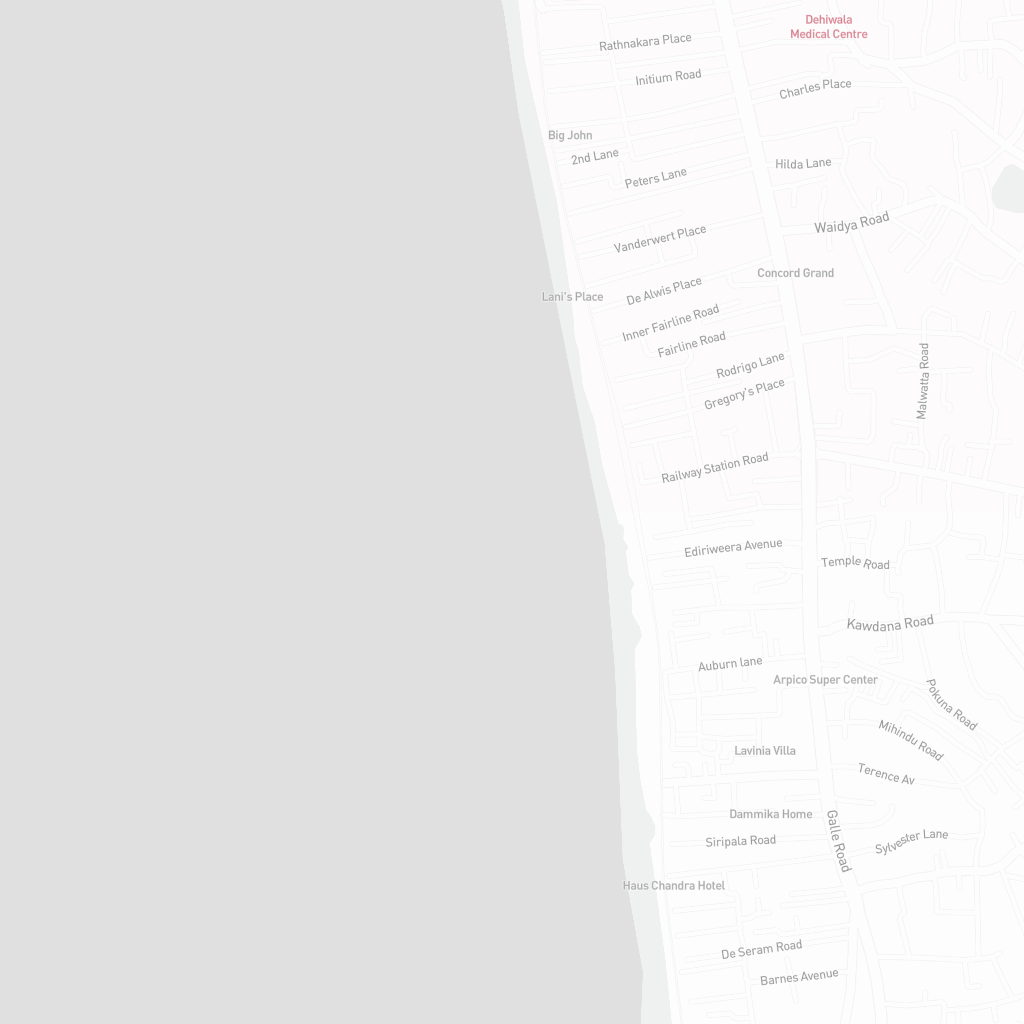 Dehiwala
Medical Centre
Rathnakara Place
Initium Road
Charles Place
Big John
2nd Lane
Hilda Lane
Peters Lane
Waidya Road
Vanderwert Place
Concord Grand
Lani's Place
De Alwis Place
Inner Fairline Road
Fairline Road
Rodrigo Lane
Malwatta Road
Gregory's Place
Railway Station Road
Ediriweera Avenue
Temple Road
Kawdana Road
Auburn lane
Arpico Super Center
Pokuna Road
Mihindu Road
Lavinia Villa
Terence Av
Dammika Home
Galle Road
Siripala Road
Sylvester Lane
Haus Chandra Hotel
De Seram Road
Barnes Avenue